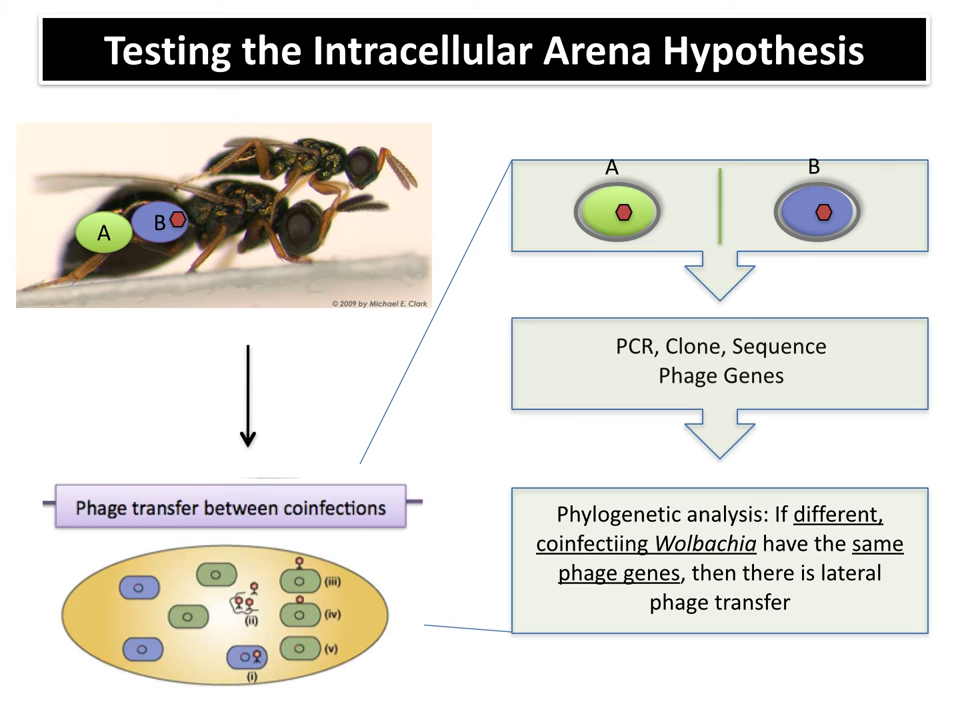 Testing the Intracellular Arena Hypothesis
A
B
© 2009 by Michael E. Clark
A
B
PCR, Clone, Sequence
Phage Genes
Phage transfer between coinfections
(i)
(ii)
(iii)
(iv)
(v)
Phylogenetic analysis: If different,
coinfectiing Wolbachia have the same
phage genes, then there is lateral
phage transfer